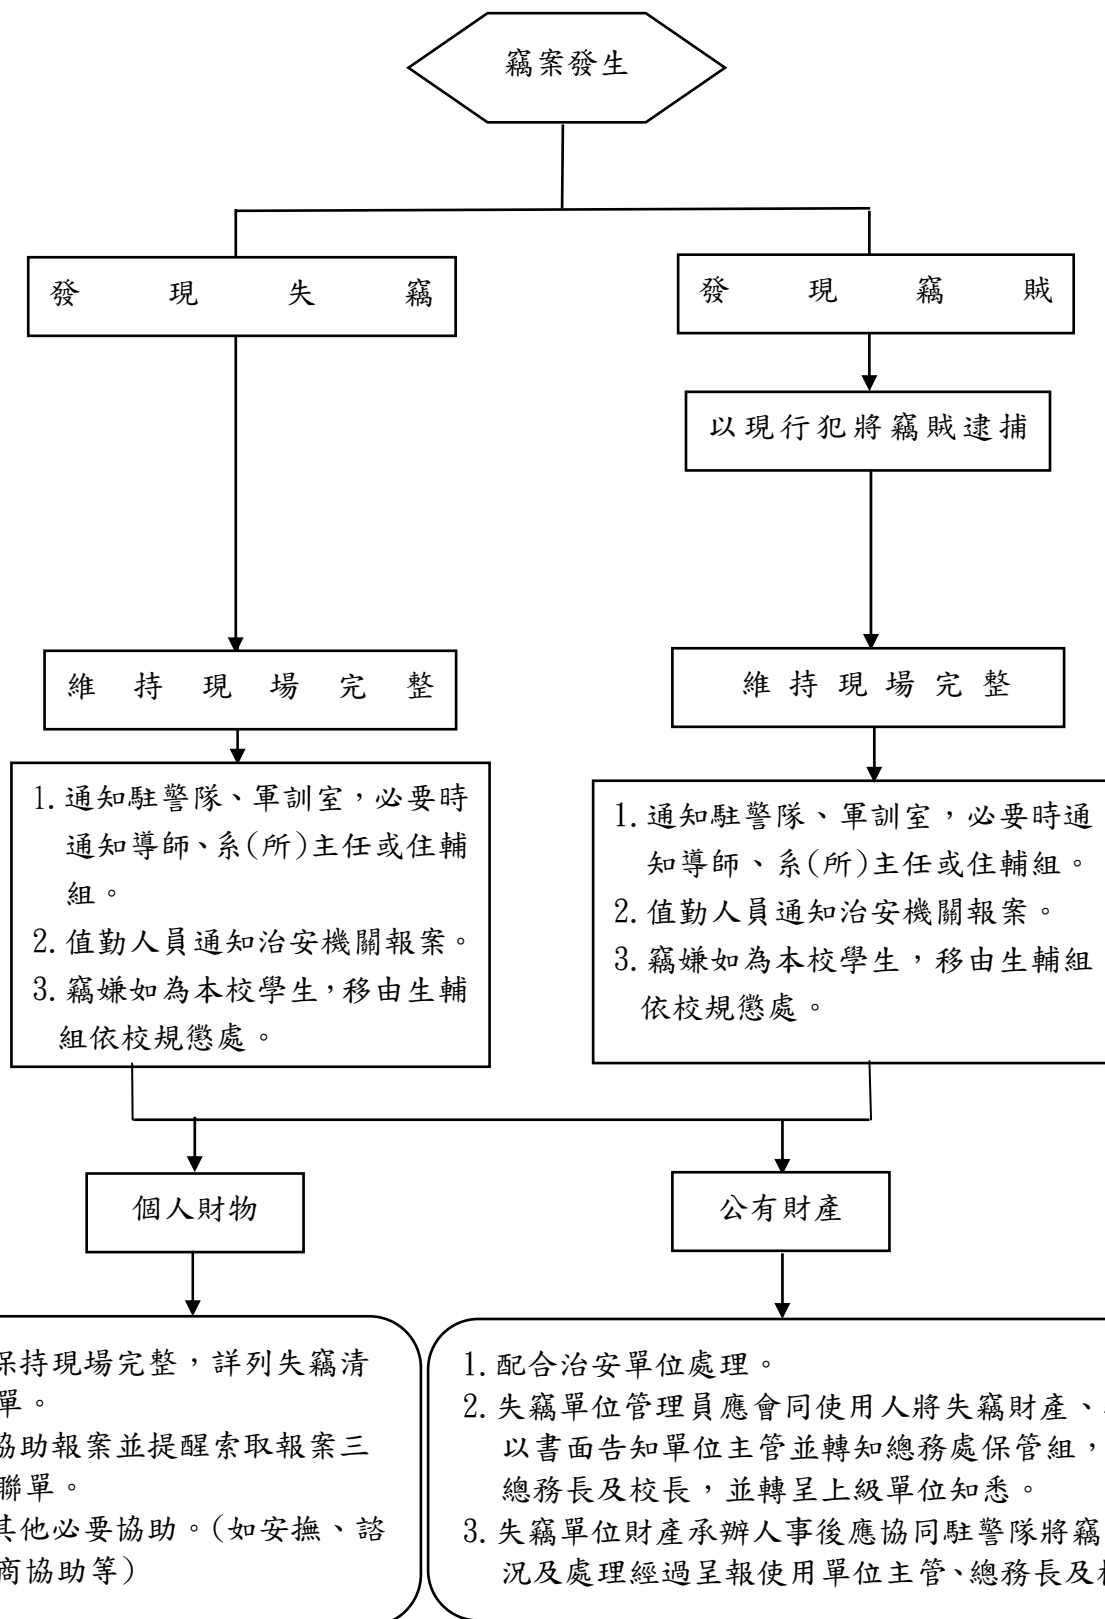 竊案發生
發現失竊
發現竊賊
以現行犯將竊賊逮捕
維持現場完整
維持現場完整
1.通知駐警隊、軍訓室，必要時
通知導師、系(所)主任或住輔
組。
2.值勤人員通知治安機關報案。
3.竊嫌如為本校學生，移由生輔
組依校規懲處。
1.通知駐警隊、軍訓室，必要時通
知導師、系(所)主任或住輔組。
2.值勤人員通知治安機關報案。
3.竊嫌如為本校學生，移由生輔組
依校規懲處。
個人財物
公有財產
保持現場完整，詳列失竊清
單。
協助報案並提醒索取報案三
聯單。
其他必要協助。(如安撫、諮
商協助等)
1.配合治安單位處理。
2.失竊單位管理員應會同使用人將失竊財產、
以書面告知單位主管並轉知總務處保管組，
總務長及校長，並轉呈上級單位知悉。
3.失竊單位財產承辦人事後應協同駐警隊將竊
況及處理經過呈報使用單位主管、總務長及